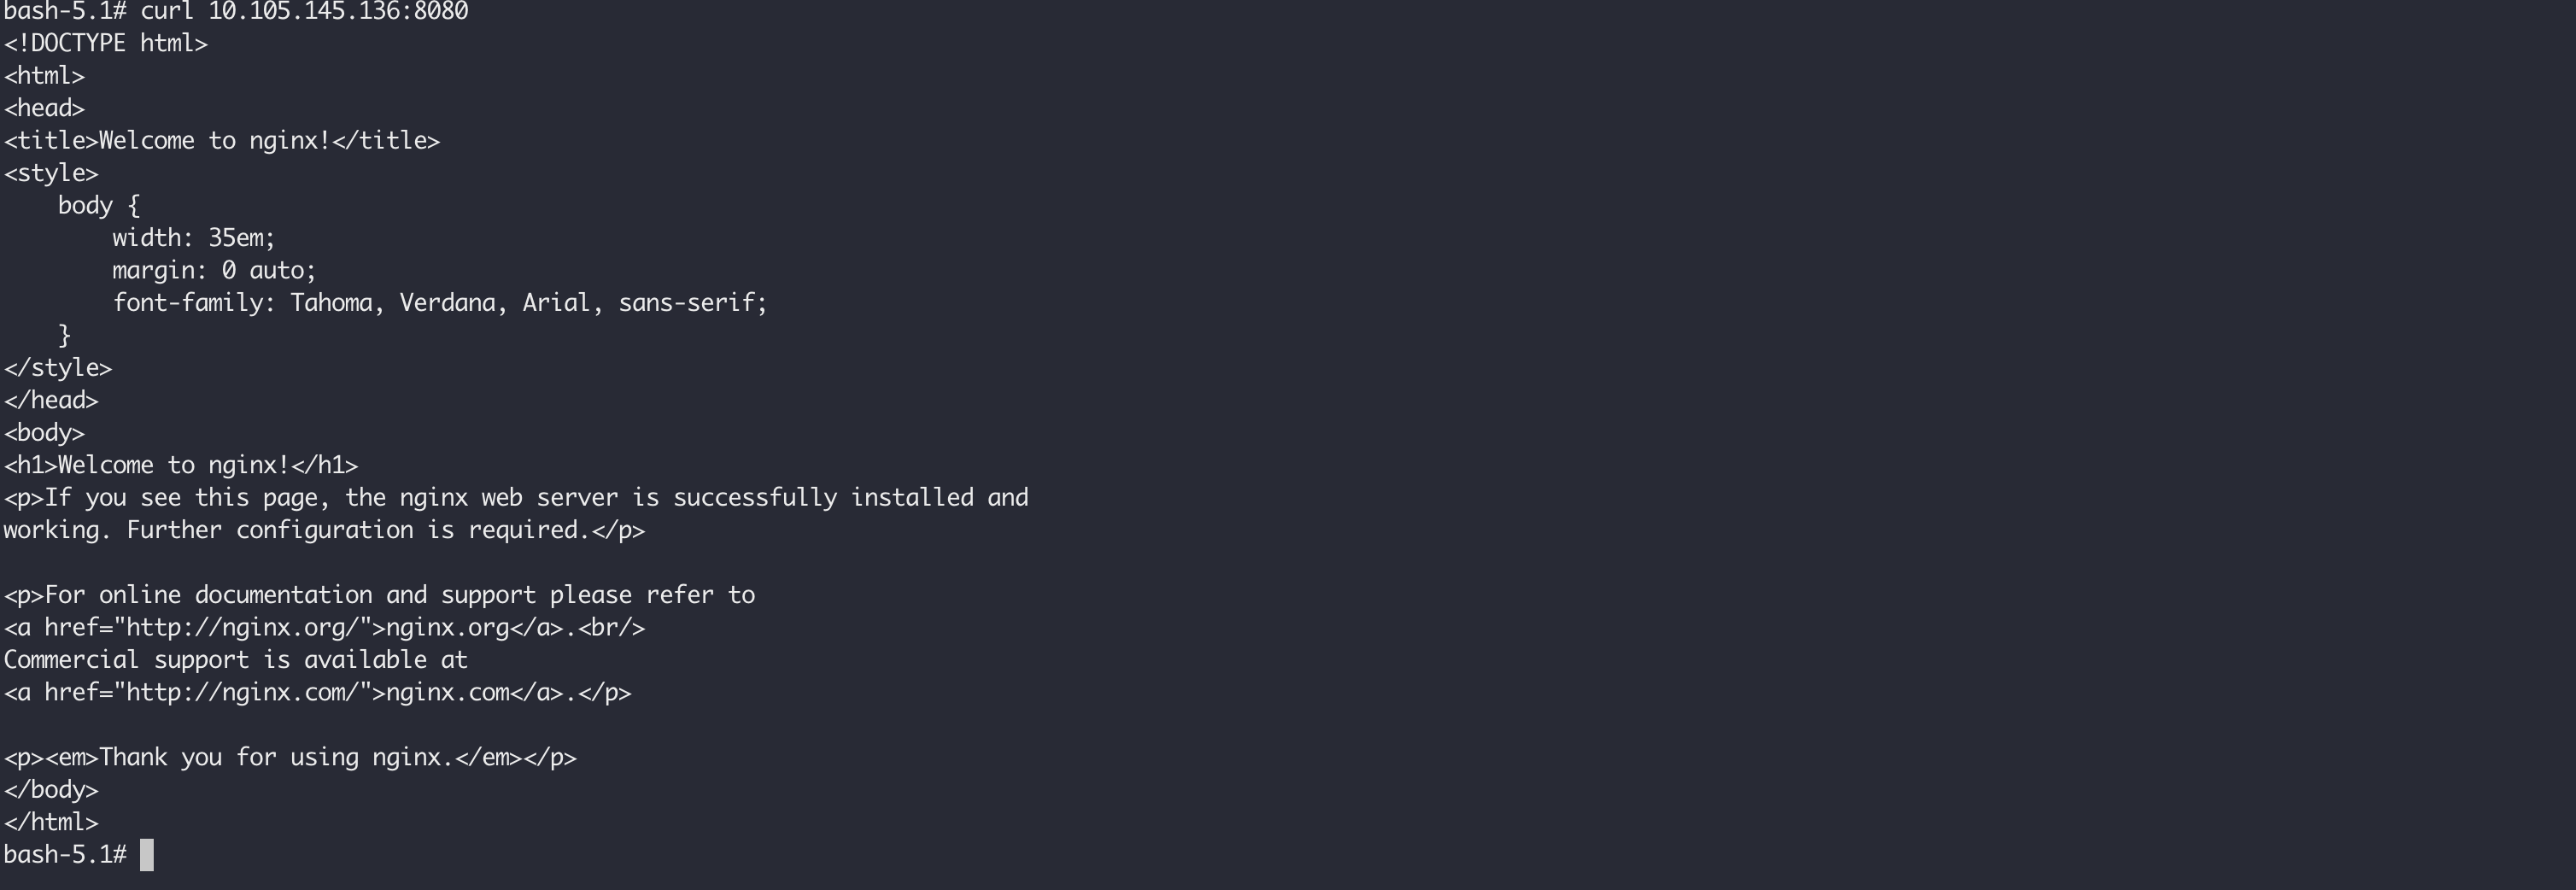 bash-5.1# curl 10.105.145.136:8080
<!DOCTYPE html>
<html>
<head>
<title>Welcome to nginx!</title>
<style>
    body {
        width: 35em;
        margin: 0 auto;
        font-family: Tahoma, Verdana, Arial, sans-serif;
    }
</style>
</head>
<body>
<h1>Welcome to nginx!</h1>
<p>If you see this page, the nginx web server is successfully installed and
working. Further configuration is required.</p>

<p>For online documentation and support please refer to
<a href="http://nginx.org/">nginx.org</a>.<br/>
Commercial support is available at
<a href="http://nginx.com/">nginx.com</a>.</p>

<p><em>Thank you for using nginx.</em></p>
</body>
</html>
bash-5.1#